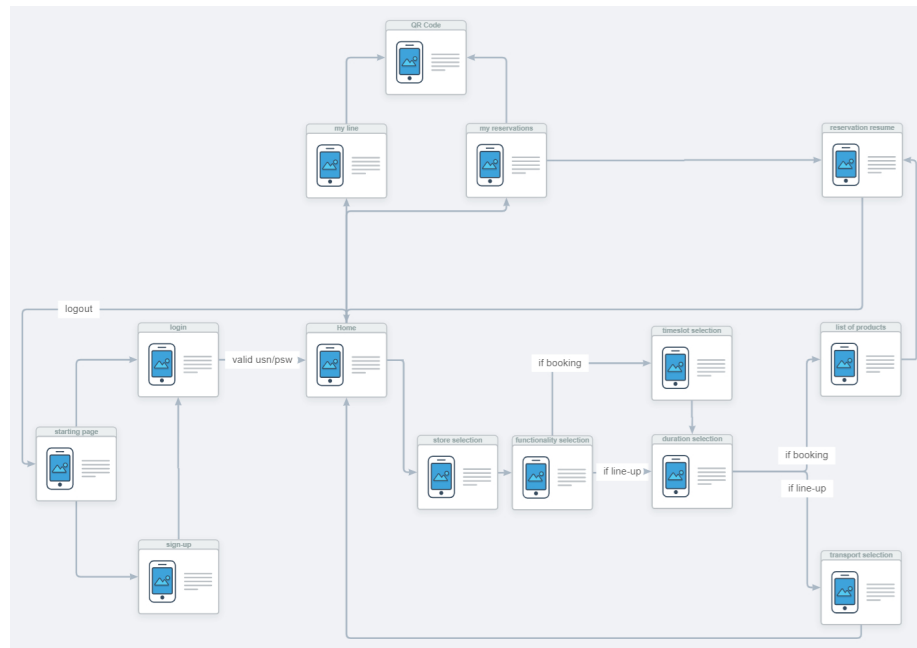 QR Code
my line
my reservations
reservation resume
logout
login
valid usn/psw
Home
timeslot selection
list of products
if booking
starting page
store selection
functionality selection
duration selection
if line-up
if booking
if line-up
sign-up
transport selection